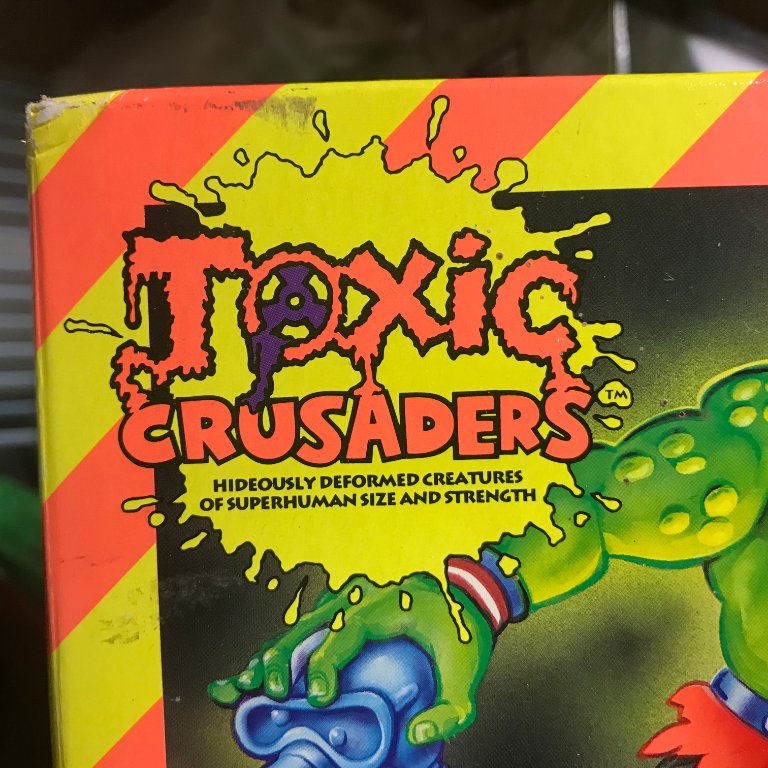 TOXIC
CRUSADERS™
HIDEOUSLY DEFORMED CREATURES
OF SUPERHUMAN SIZE AND STRENGTH